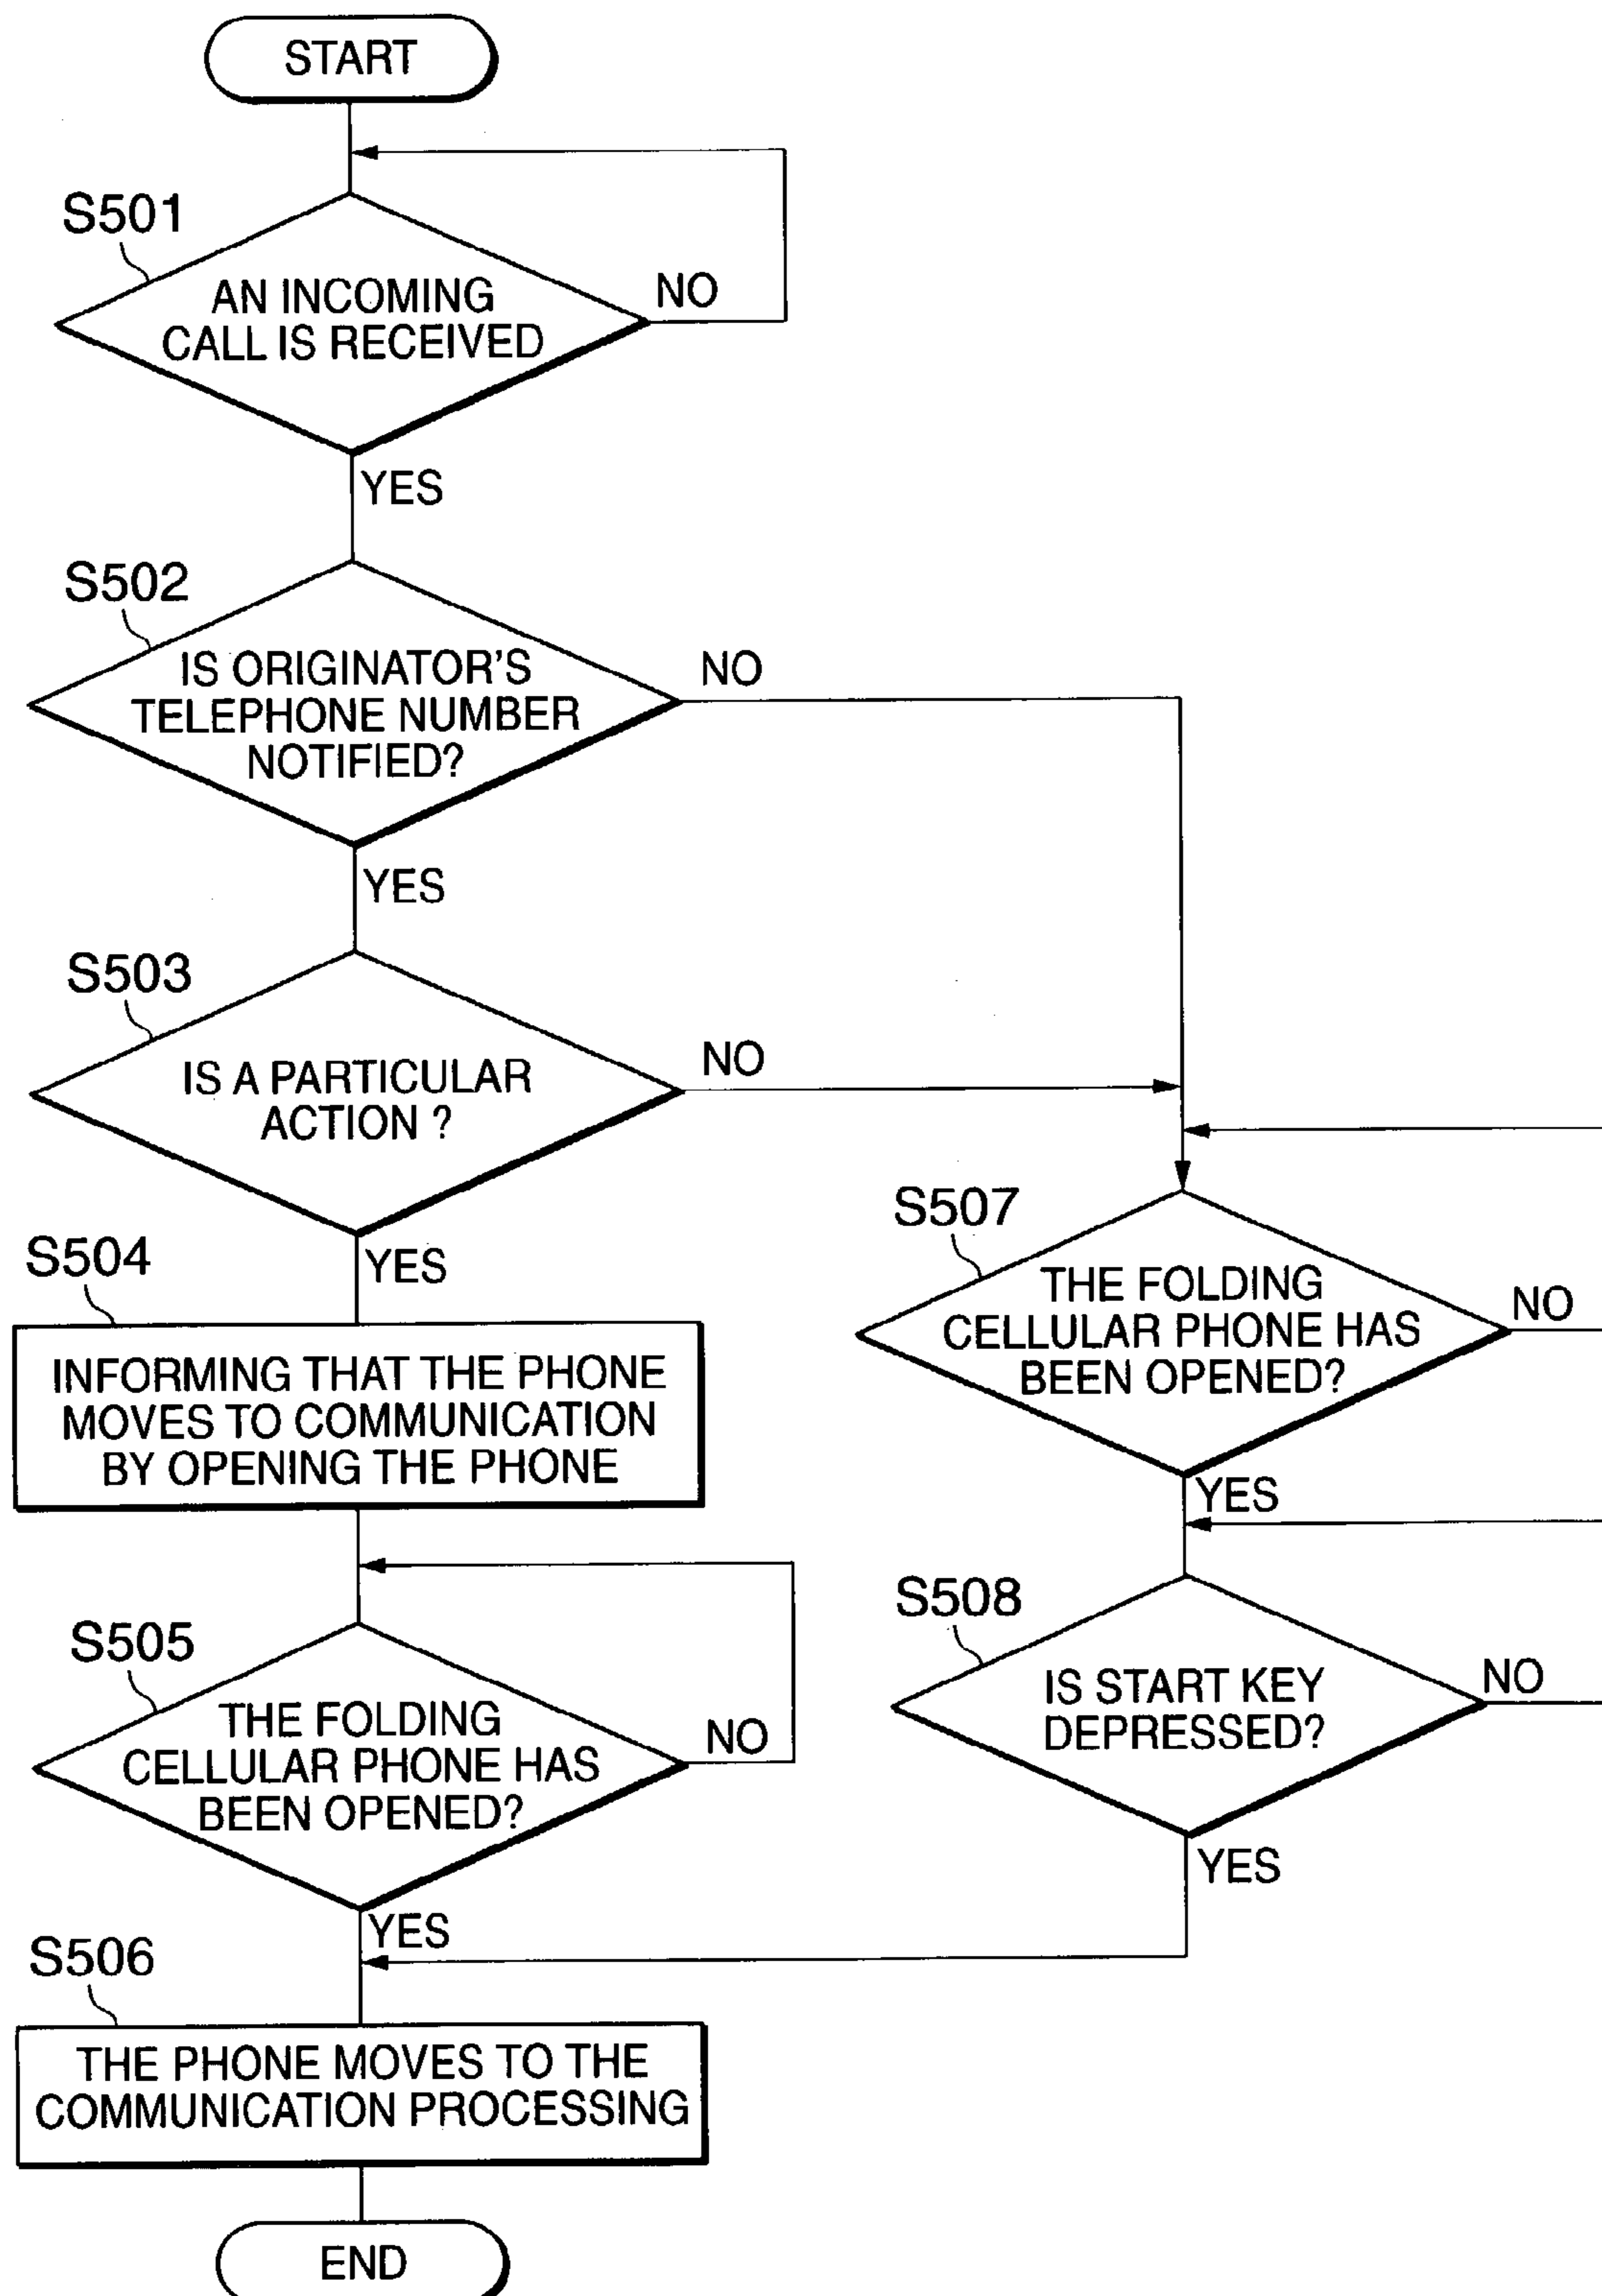 START
S501
AN INCOMING
CALL IS RECEIVED
NO
YES
S502
IS ORIGINATOR'S
TELEPHONE NUMBER
NOTIFIED?
NO
YES
S503
IS A PARTICULAR
ACTION ?
NO
YES
S504
INFORMING THAT THE PHONE
MOVES TO COMMUNICATION
BY OPENING THE PHONE
S505
THE FOLDING
CELLULAR PHONE HAS
BEEN OPENED?
NO
YES
S506
THE PHONE MOVES TO THE
COMMUNICATION PROCESSING
END
S507
THE FOLDING
CELLULAR PHONE HAS
BEEN OPENED?
NO
YES
S508
IS START KEY
DEPRESSED?
NO
YES